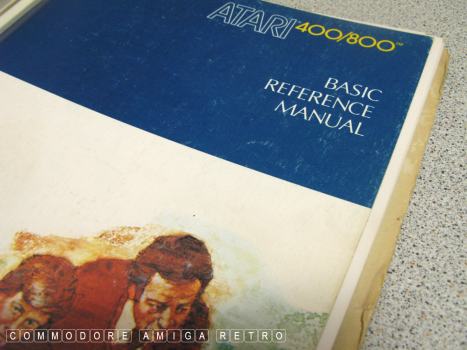 ATARI® 400/800™
BASIC
REFERENCE
MANUAL
COMMODORE AMIGA RETRO